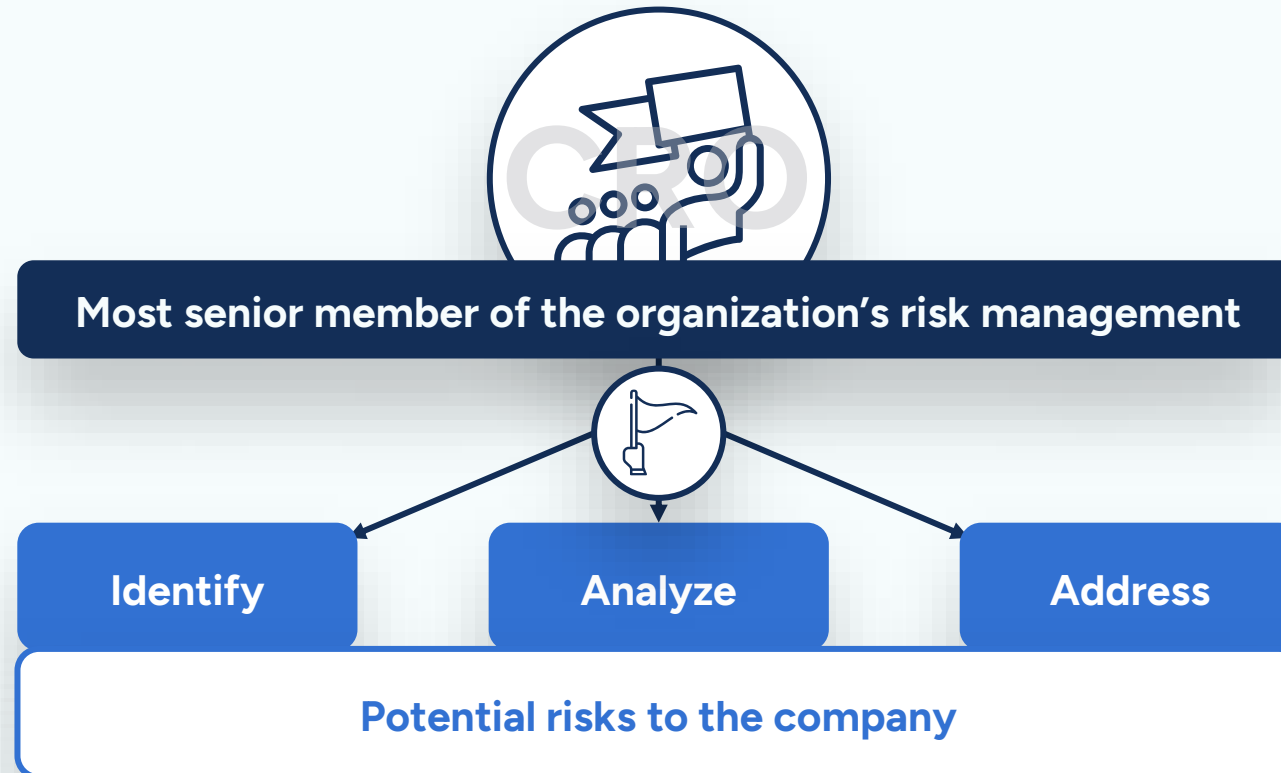 CRO
Most senior member of the organization’s risk management
Identify
Analyze
Address
Potential risks to the company